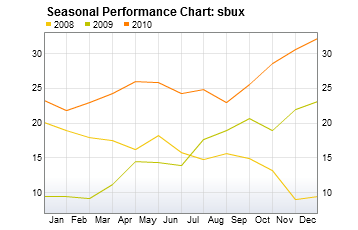 Seasonal Performance Chart: sbux
2008 2009 2010
30 30
25 25
20 20
15 15
10 10
Jan Feb Mar Apr May Jun Jul Aug Sep Oct Nov Dec